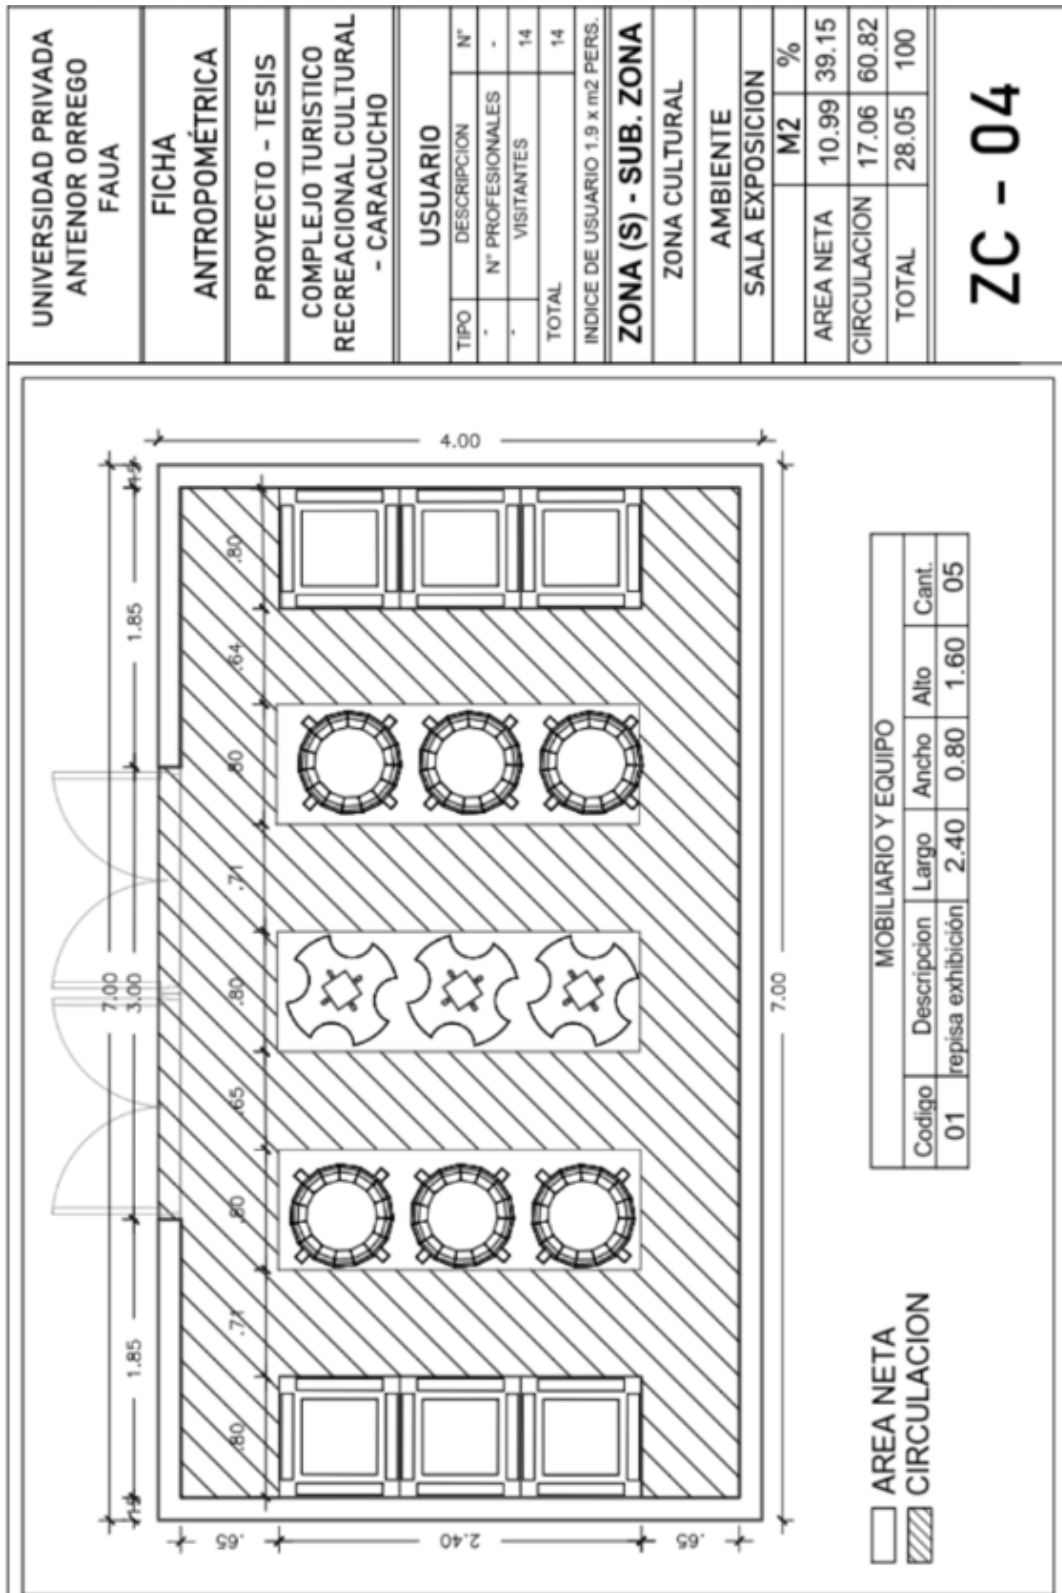 UNIVERSIDAD PRIVADA
ANTENOR ORREGO
FAUA
FICHA
ANTROPOMÉTRICA
PROYECTO - TESIS
COMPLEJO TURISTICO
RECREACIONAL CULTURAL
- CARACUCHO
USUARIO
TIPO DESCRIPCION N°
- N° PROFESIONALES -
- VISITANTES 14
TOTAL 14
INDICE DE USUARIO 1.9 x m2 PERS.
ZONA (S) - SUB. ZONA
ZONA CULTURAL
AMBIENTE
SALA EXPOSICION
M2 %
AREA NETA 10.99 39.15
CIRCULACION 17.06 60.82
TOTAL 28.05 100
ZC - 04
7.00
.15 1.85 3.00 1.85 .15
4.00
.80 .71 .80 .65 .80 .71 .80 .64 .80
.65
2.40
.65
7.00
MOBILIARIO Y EQUIPO
Codigo Descripcion Largo Ancho Alto Cant.
01 repisa exhibición 2.40 0.80 1.60 05
AREA NETA
CIRCULACION